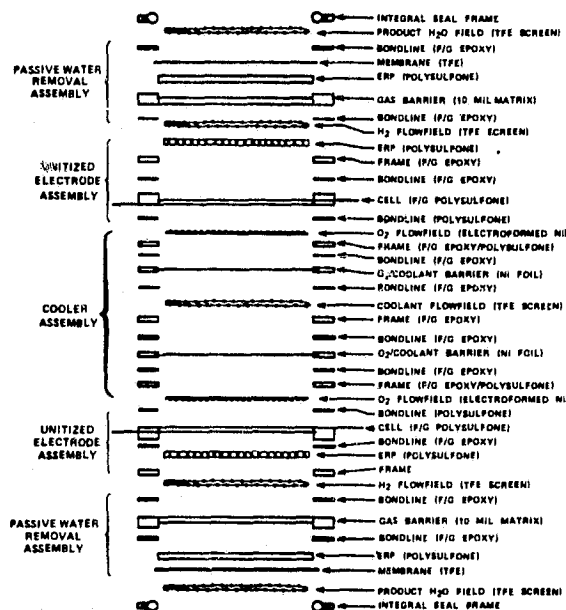 INTEGRAL SEAL FRAME
PRODUCT H2O FIELD (TFE SCREEN)
BONDLINE (F/G EPOXY)
MEMBRANE (TFE)
ERP (POLYSULFONE)
GAS BARRIER (10 MIL MATRIX)
BONDLINE (F/G EPOXY)
H2 FLOWFIELD (TFE SCREEN)
PASSIVE WATER
REMOVAL
ASSEMBLY
ERP (POLYSULFONE)
FRAME (F/G EPOXY)
BONDLINE (F/G EPOXY)
CELL (F/G POLYSULFONE)
BONDLINE (POLYSULFONE)
UNITIZED
ELECTRODE
ASSEMBLY
O2 FLOWFIELD (ELECTROFORMED NI
FRAME (F/G EPOXY/POLYSULFONE)
BONDLINE (F/G EPOXY)
O2/COOLANT BARRIER (NI FOIL)
BONDLINE (F/G EPOXY)
COOLANT FLOWFIELD (TFE SCREEN)
FRAME (F/G EPOXY)
BONDLINE (F/G EPOXY)
O2/COOLANT BARRIER (NI FOIL)
BONDLINE (F/G EPOXY)
FRAME (F/G EPOXY/POLYSULFONE)
O2 FLOWFIELD (ELECTROFORMED NI
COOLER
ASSEMBLY
BONDLINE (POLYSULFONE)
CELL (F/G POLYSULFONE)
BONDLINE (F/G EPOXY)
ERP (POLYSULFONE)
FRAME
H2 FLOWFIELD (TFE SCREEN)
UNITIZED
ELECTRODE
ASSEMBLY
BONDLINE (F/G EPOXY)
GAS BARRIER (10 MIL MATRIX)
BONDLINE (F/G EPOXY)
ERP (POLYSULFONE)
MEMBRANE (TFE)
PASSIVE WATER
REMOVAL
ASSEMBLY
PRODUCT H2O FIELD (TFE SCREEN)
INTEGRAL SEAL FRAME